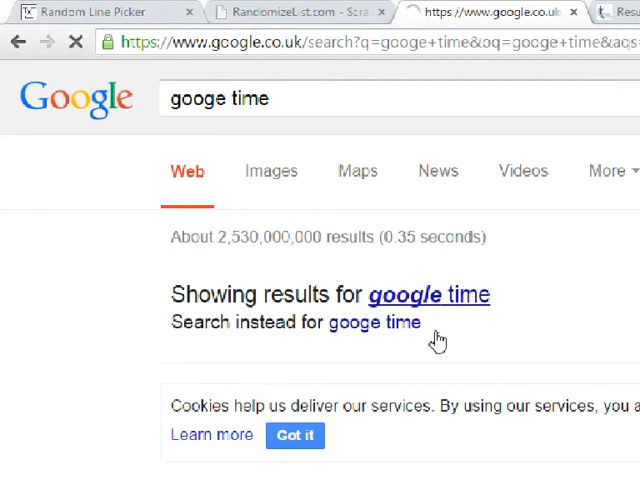 Random Line Picker RandomizeList.com - Scra https://www.google.co.uk
https://www.google.co.uk/search?q=googe+time&oq=googe+time&aqs=
Google googe time
Web Images Maps News Videos More
About 2,530,000,000 results (0.35 seconds)
Showing results for google time
Search instead for googe time
Cookies help us deliver our services. By using our services, you a
Learn more Got it